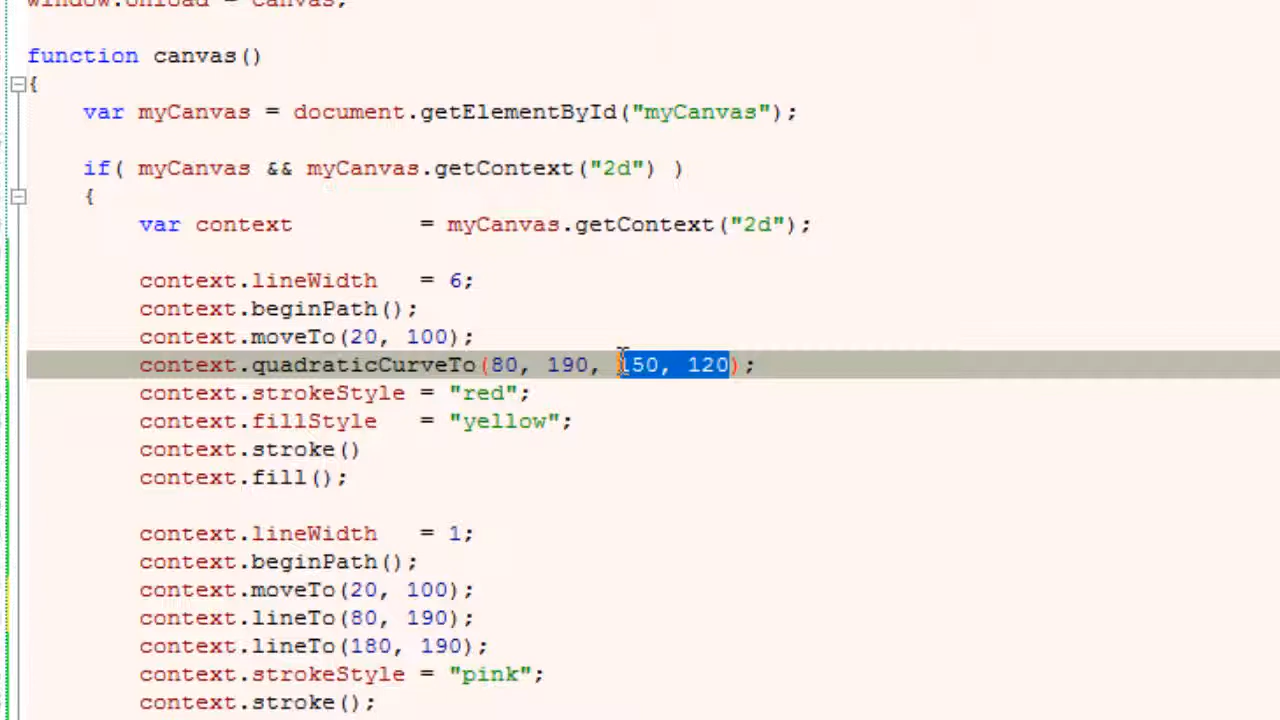 window.onload = canvas;
function canvas()
{
var myCanvas = document.getElementById("myCanvas");
if( myCanvas && myCanvas.getContext("2d") )
{
var context = myCanvas.getContext("2d");
context.lineWidth = 6;
context.beginPath();
context.moveTo(20, 100);
context.quadraticCurveTo(80, 190, 150, 120);
context.strokeStyle = "red";
context.fillStyle = "yellow";
context.stroke()
context.fill();
context.lineWidth = 1;
context.beginPath();
context.moveTo(20, 100);
context.lineTo(80, 190);
context.lineTo(180, 190);
context.strokeStyle = "pink";
context.stroke();